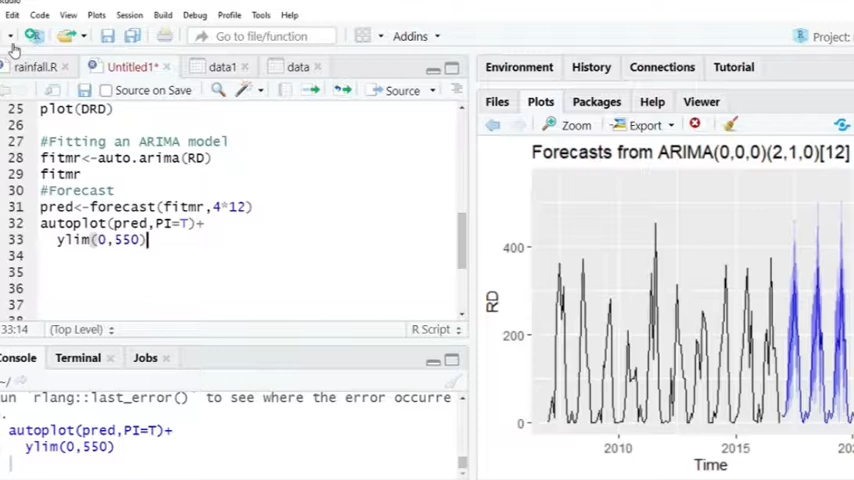 Edit Code View Plots Session Build Debug Profile Tools Help
Go to file/function Addins Project:
rainfall.R Untitled1* data1 data
Source on Save Source
25 plot(DRD)
26
27 #Fitting an ARIMA model
28 fitmr<-auto.arima(RD)
29 fitmr
30 #Forecast
31 pred<-forecast(fitmr,4*12)
32 autoplot(pred,PI=T)+
33 ylim(0,550)
34
35
36
37
33:14 (Top Level) R Script
Console Terminal Jobs
~/
un `rlang::last_error()` to see where the error occurre
.
autoplot(pred,PI=T)+
ylim(0,550)
Environment History Connections Tutorial
Files Plots Packages Help Viewer
Zoom Export
Forecasts from ARIMA(0,0,0)(2,1,0)[12]
400
200
0
RD
2010 2015
Time